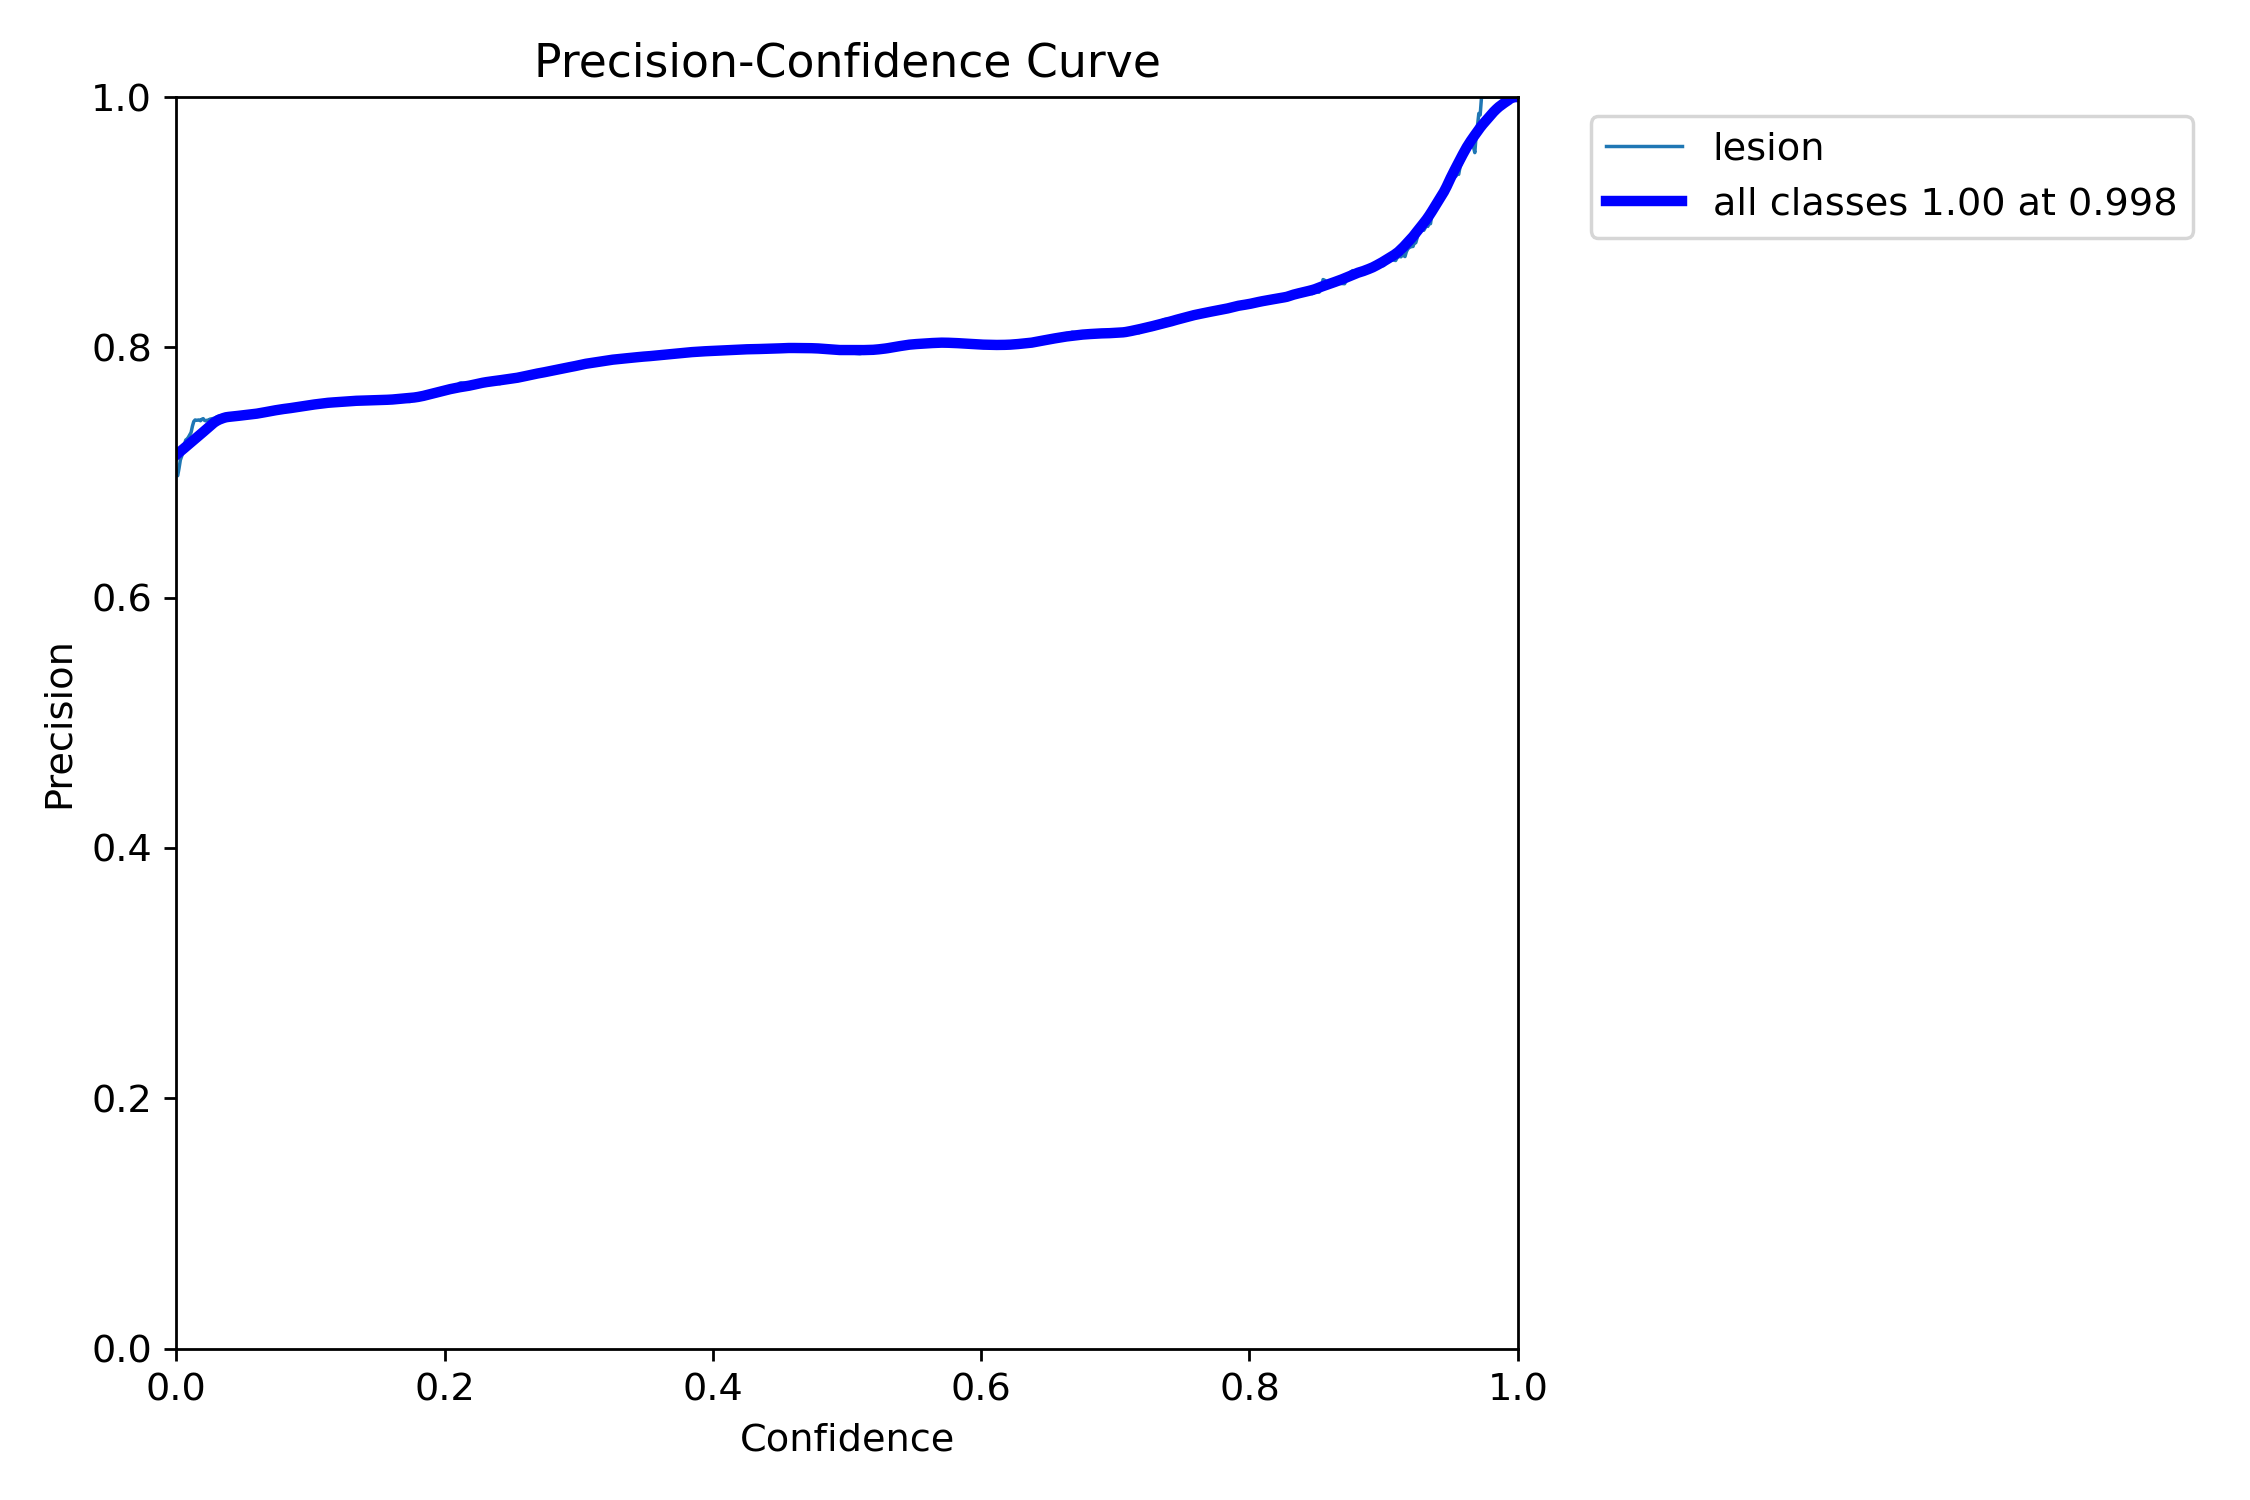 Precision-Confidence Curve
1.0
0.8
0.6
0.4
0.2
0.0
Precision
0.0 0.2 0.4 0.6 0.8 1.0
Confidence
lesion
all classes 1.00 at 0.998